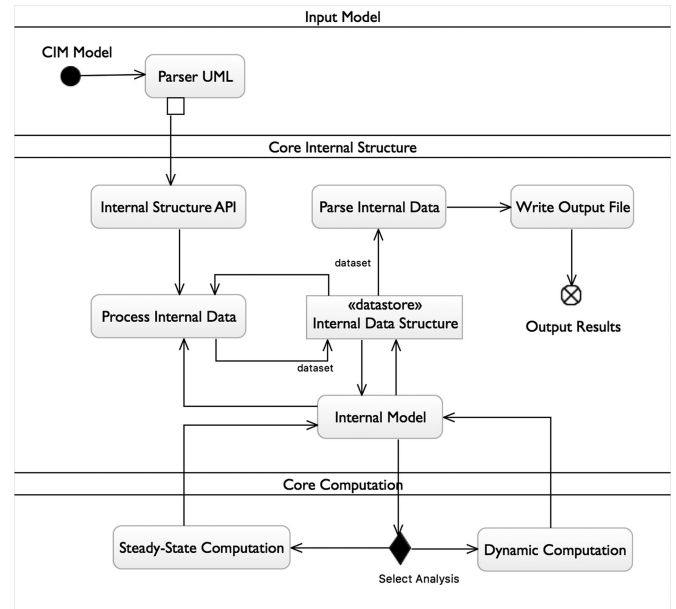 Input Model
CIM Model
Parser UML
Core Internal Structure
Internal Structure API
Parse Internal Data
Write Output File
dataset
Process Internal Data
«datastore»
Internal Data Structure
Output Results
dataset
Internal Model
Core Computation
Steady-State Computation
Dynamic Computation
Select Analysis